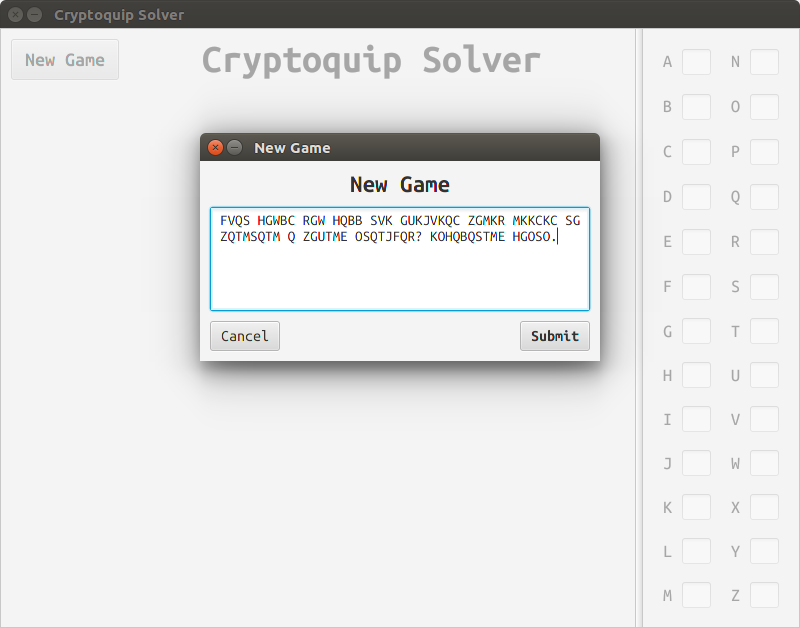 Cryptoquip Solver
New Game
Cryptoquip Solver
New Game
New Game
FVQS HGWBC RGW HQBB SVK GUKJVKQC ZGMKR MKKCKC SG
ZQTMSQTM Q ZGUTME OSQTJFQR? KOHQBQSTME HGOSO.
Cancel
Submit
A N
B O
C P
D Q
E R
F S
G T
H U
I V
J W
K X
L Y
M Z